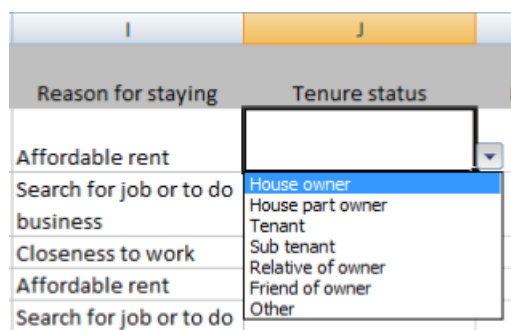 I J
Reason for staying Tenure status
Affordable rent
Search for job or to do
business
Closeness to work
Affordable rent
Search for job or to do
House owner
House part owner
Tenant
Sub tenant
Relative of owner
Friend of owner
Other